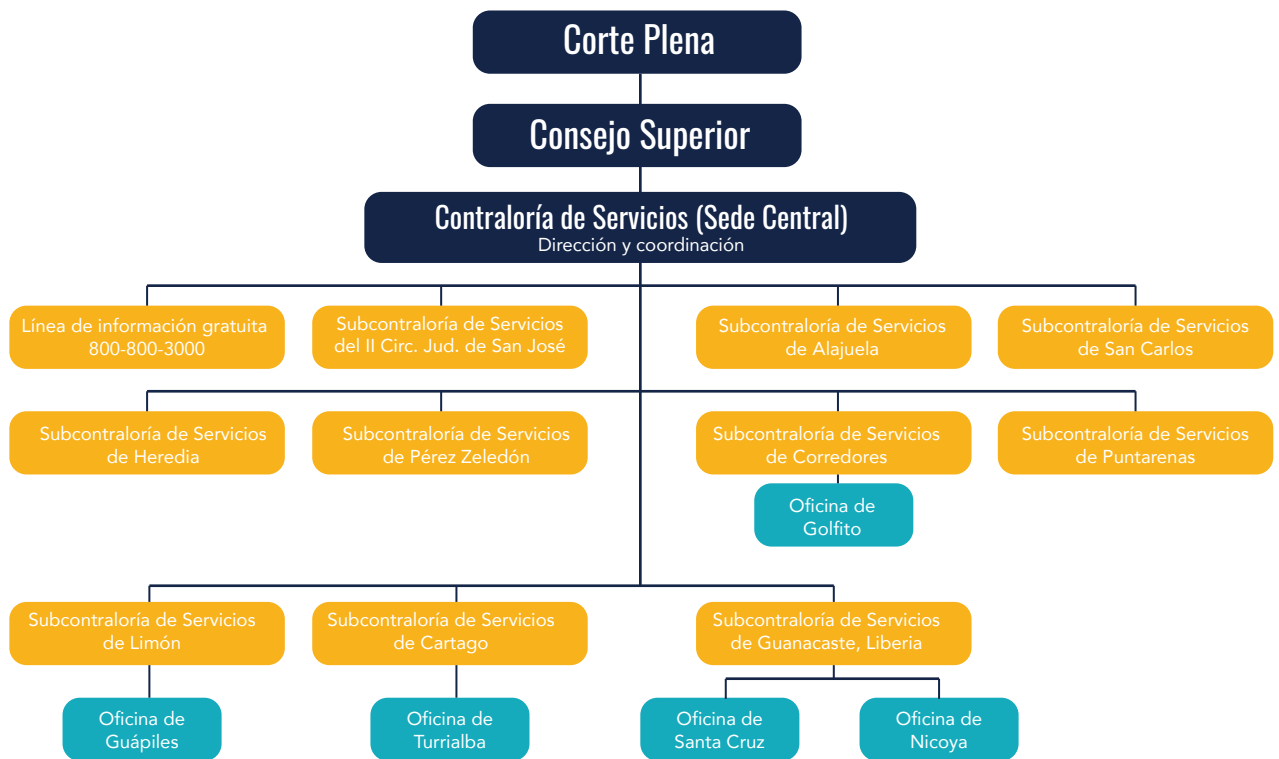 Corte Plena
Consejo Superior
Contraloría de Servicios (Sede Central)
Dirección y coordinación
Línea de información gratuita
800-800-3000
Subcontraloría de Servicios
del II Circ. Jud. de San José
Subcontraloría de Servicios
de Alajuela
Subcontraloría de Servicios
de San Carlos
Subcontraloría de Servicios
de Heredia
Subcontraloría de Servicios
de Pérez Zeledón
Subcontraloría de Servicios
de Corredores
Subcontraloría de Servicios
de Puntarenas
Oficina de
Golfito
Subcontraloría de Servicios
de Limón
Subcontraloría de Servicios
de Cartago
Subcontraloría de Servicios
de Guanacaste, Liberia
Oficina de
Guápiles
Oficina de
Turrialba
Oficina de
Santa Cruz
Oficina de
Nicoya